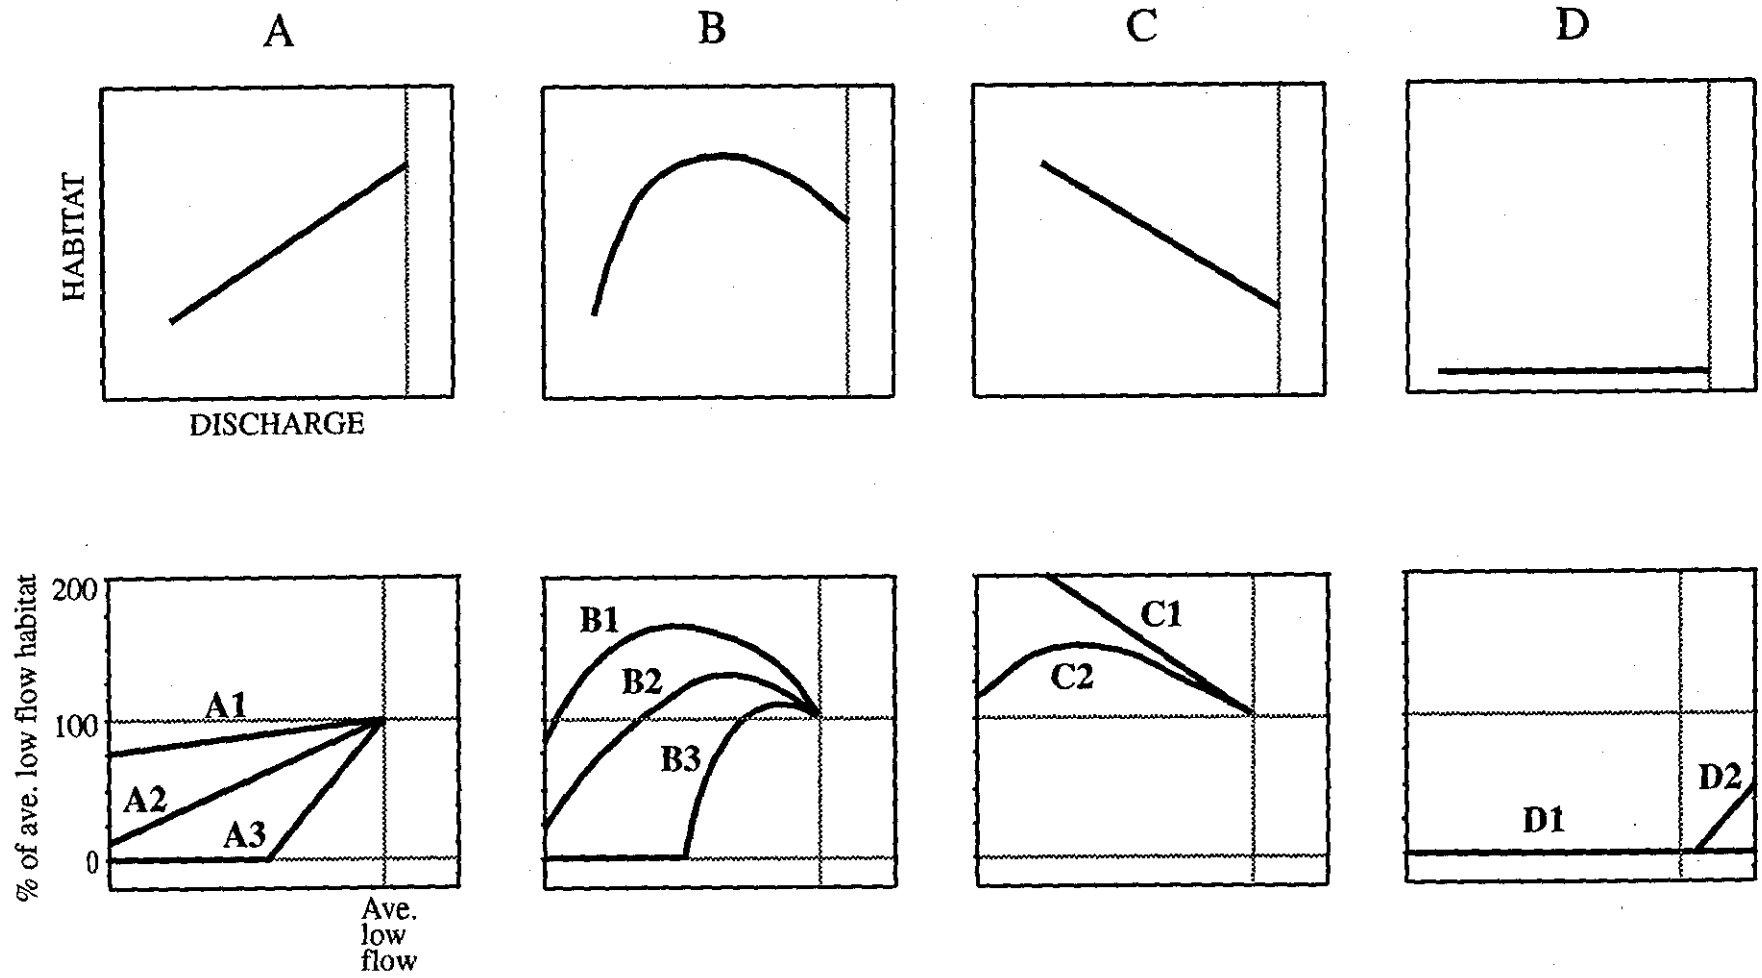 A
B
C
D
HABITAT
DISCHARGE
% of ave. low flow habitat
200
100
0
A1
A2
A3
B1
B2
B3
C1
C2
D1
D2
Ave.
low
flow